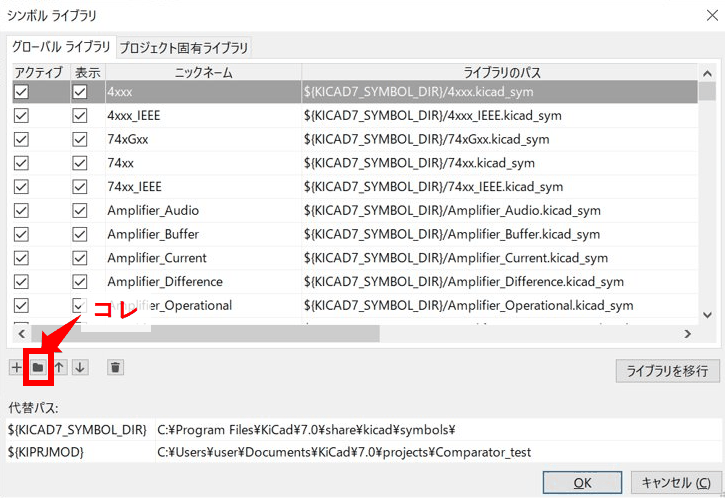 シンボル ライブラリ
グローバル ライブラリ プロジェクト固有ライブラリ
アクティブ 表示 ニックネーム ライブラリのパス
4xxx ${KICAD7_SYMBOL_DIR}/4xxx.kicad_sym
4xxx_IEEE ${KICAD7_SYMBOL_DIR}/4xxx_IEEE.kicad_sym
74xGxx ${KICAD7_SYMBOL_DIR}/74xGxx.kicad_sym
74xx ${KICAD7_SYMBOL_DIR}/74xx.kicad_sym
74xx_IEEE ${KICAD7_SYMBOL_DIR}/74xx_IEEE.kicad_sym
Amplifier_Audio ${KICAD7_SYMBOL_DIR}/Amplifier_Audio.kicad_sym
Amplifier_Buffer ${KICAD7_SYMBOL_DIR}/Amplifier_Buffer.kicad_sym
Amplifier_Current ${KICAD7_SYMBOL_DIR}/Amplifier_Current.kicad_sym
Amplifier_Difference ${KICAD7_SYMBOL_DIR}/Amplifier_Difference.kicad_sym
Amplifier_Operational ${KICAD7_SYMBOL_DIR}/Amplifier_Operational.kicad_sym
コレ
ライブラリを移行
代替パス:
${KICAD7_SYMBOL_DIR} C:¥Program Files¥KiCad¥7.0¥share¥kicad¥symbols¥
${KIPRJMOD} C:¥Users¥user¥Documents¥KiCad¥7.0¥projects¥Comparator_test
OK キャンセル (C)